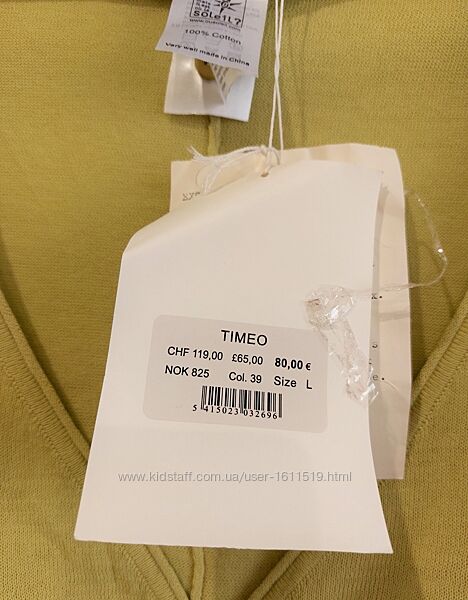 SOLEIL?
100% Cotton
Very well made in China
TIMEO
CHF 119,00 £65,00 80,00 €
NOK 825 Col. 39 Size L
5 415023 032696
www.kidstaff.com.ua/user-1611519.html